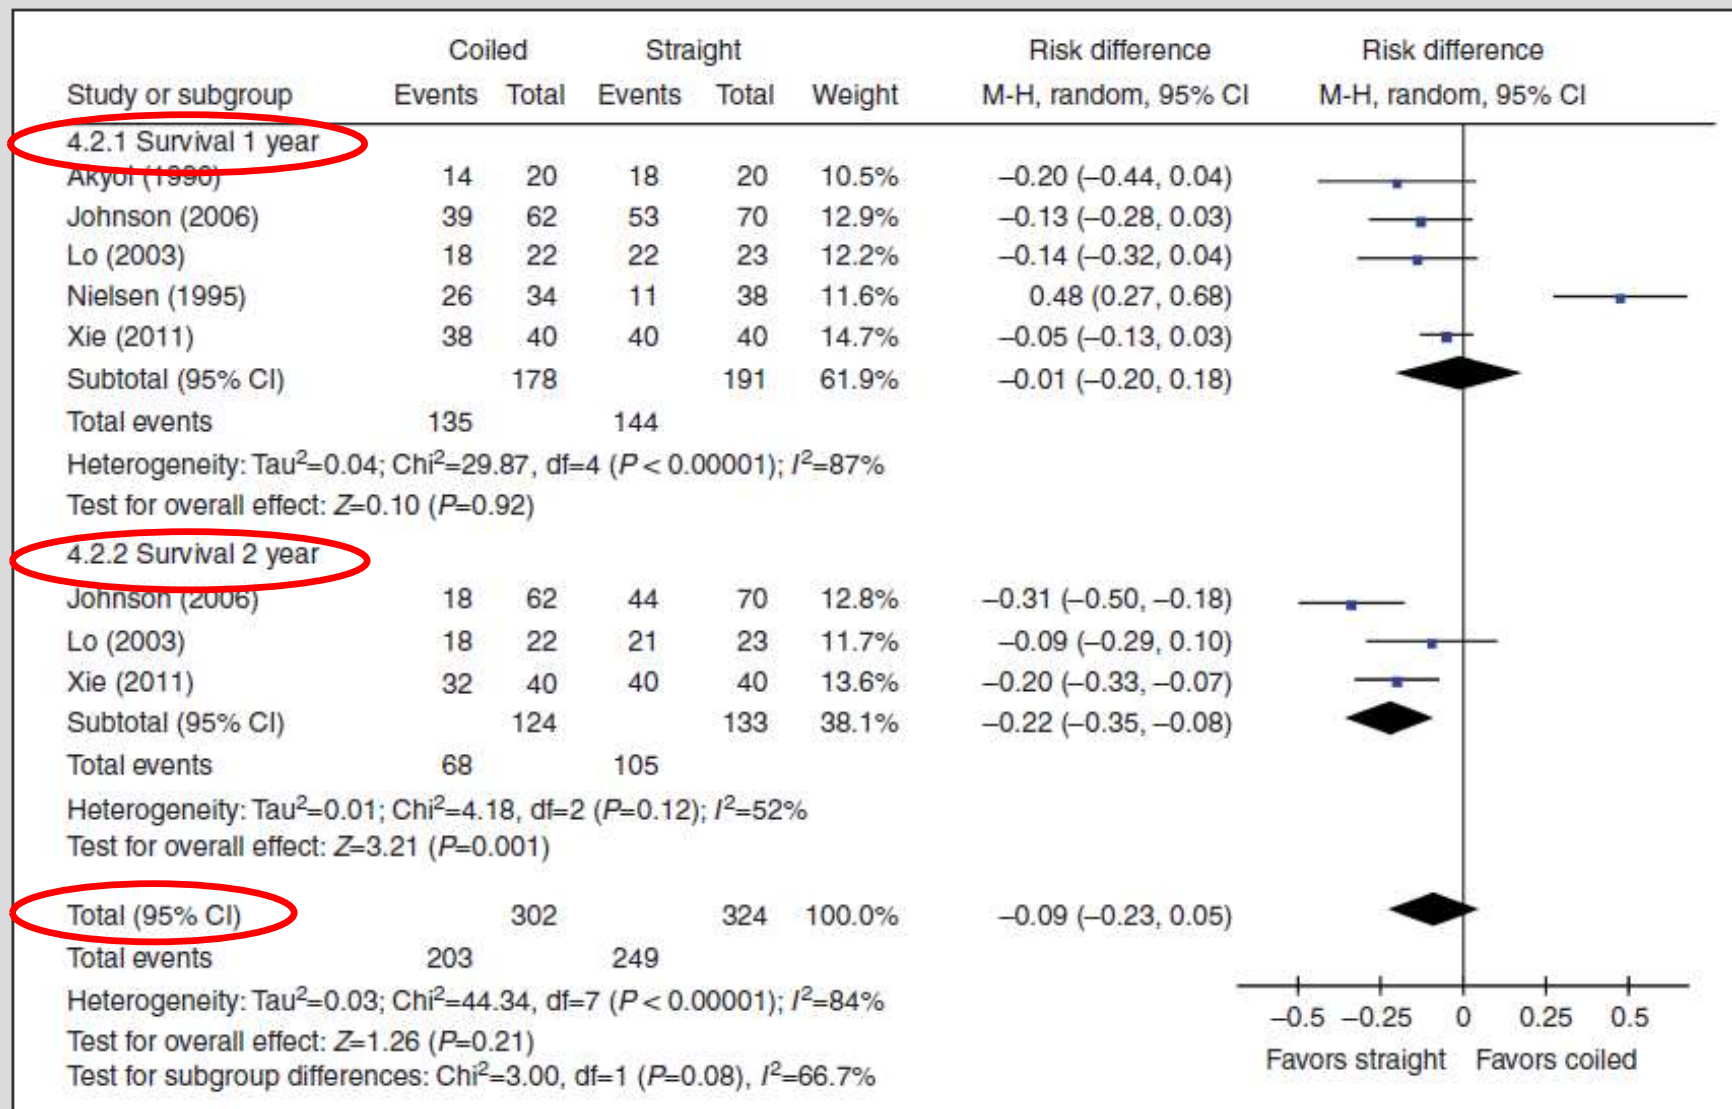 Coiled Straight Risk difference Risk difference
Study or subgroup Events Total Events Total Weight M-H, random, 95% CI M-H, random, 95% CI
4.2.1 Survival 1 year
Akyol (1990) 14 20 18 20 10.5% –0.20 (–0.44, 0.04)
Johnson (2006) 39 62 53 70 12.9% –0.13 (–0.28, 0.03)
Lo (2003) 18 22 22 23 12.2% –0.14 (–0.32, 0.04)
Nielsen (1995) 26 34 11 38 11.6% 0.48 (0.27, 0.68)
Xie (2011) 38 40 40 40 14.7% –0.05 (–0.13, 0.03)
Subtotal (95% CI) 178 191 61.9% –0.01 (–0.20, 0.18)
Total events 135 144
Heterogeneity: Tau²=0.04; Chi²=29.87, df=4 (P < 0.00001); I²=87%
Test for overall effect: Z=0.10 (P=0.92)
4.2.2 Survival 2 year
Johnson (2006) 18 62 44 70 12.8% –0.31 (–0.50, –0.18)
Lo (2003) 18 22 21 23 11.7% –0.09 (–0.29, 0.10)
Xie (2011) 32 40 40 40 13.6% –0.20 (–0.33, –0.07)
Subtotal (95% CI) 124 133 38.1% –0.22 (–0.35, –0.08)
Total events 68 105
Heterogeneity: Tau²=0.01; Chi²=4.18, df=2 (P=0.12); I²=52%
Test for overall effect: Z=3.21 (P=0.001)
Total (95% CI) 302 324 100.0% –0.09 (–0.23, 0.05)
Total events 203 249
Heterogeneity: Tau²=0.03; Chi²=44.34, df=7 (P < 0.00001); I²=84%
–0.5 –0.25 0 0.25 0.5
Test for overall effect: Z=1.26 (P=0.21)
Favors straight Favors coiled
Test for subgroup differences: Chi²=3.00, df=1 (P=0.08), I²=66.7%